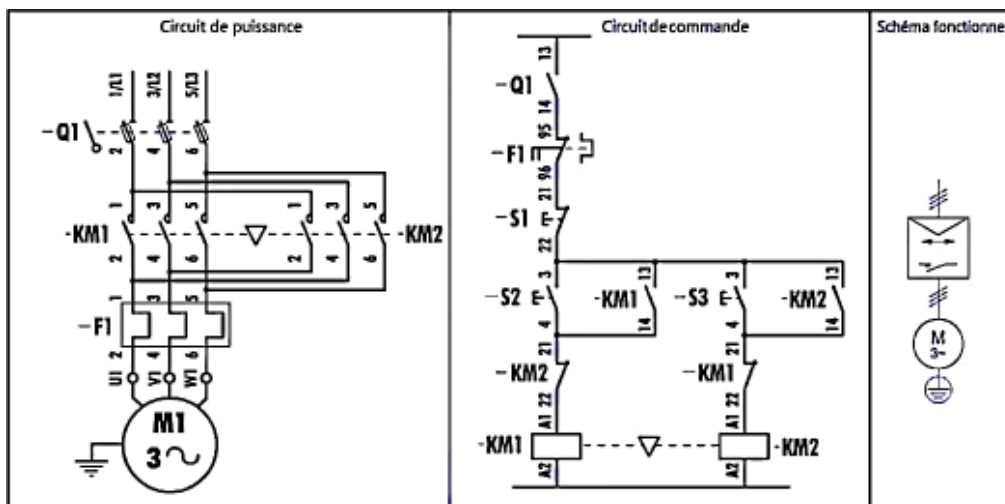 Circuit de puissance
1/L1 3/L2 5/L3
-Q1
2 4 6
1 3 5 1 3 5
-KM1 -KM2
2 4 6 2 4 6
1 3 5
-F1
2 4 6
U1 V1 W1
M1
3
Circuit de commande
13
-Q1
14
95
-F1
96
21
-S1
22
3 13 3 13
-S2 -KM1 -S3 -KM2
4 14 4 14
21 21
-KM2 -KM1
22 22
A1 A1
-KM1 -KM2
A2 A2
Schéma fonctionne
M
3~